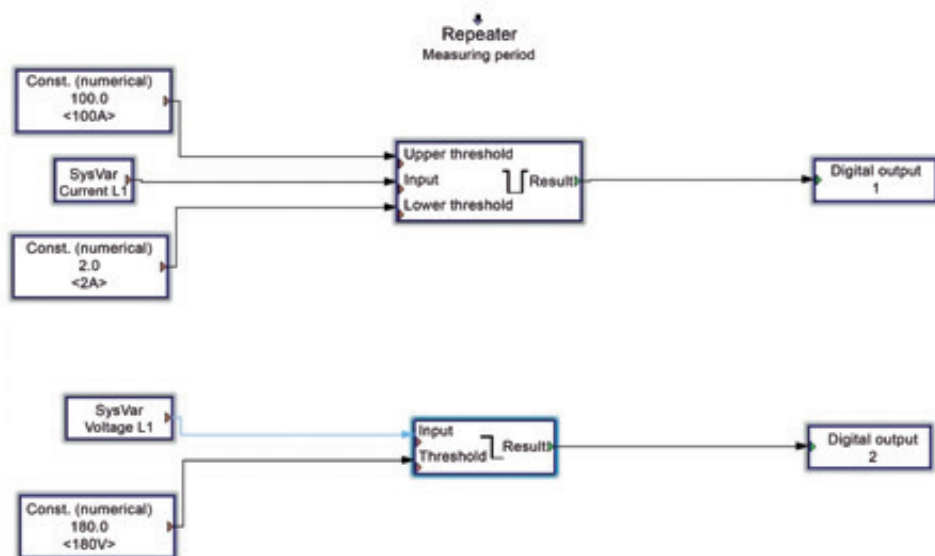 Repeater
Measuring period
Const. (numerical)
100.0
<100A>
Upper threshold
SysVar
Current L1
Input
Result
Digital output
1
Lower threshold
Const. (numerical)
2.0
<2A>
SysVar
Voltage L1
Input
Result
Digital output
2
Threshold
Const. (numerical)
180.0
<180V>